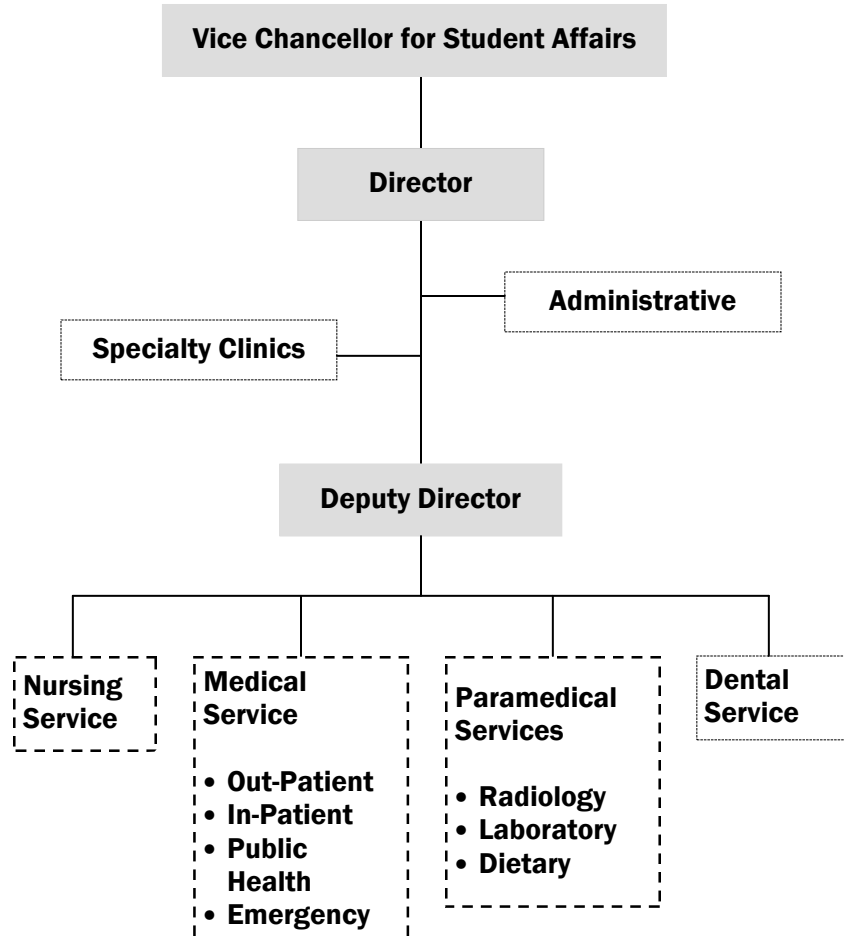 Vice Chancellor for Student Affairs
Director
Administrative
Specialty Clinics
Deputy Director
Nursing
Service
Medical
Service
• Out-Patient
• In-Patient
• Public
Health
• Emergency
Paramedical
Services
• Radiology
• Laboratory
• Dietary
Dental
Service